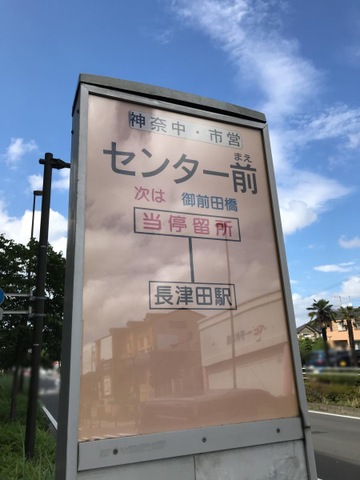 神奈中・市営
まえ
センター前
次は 御前田橋
当停留所
長津田駅